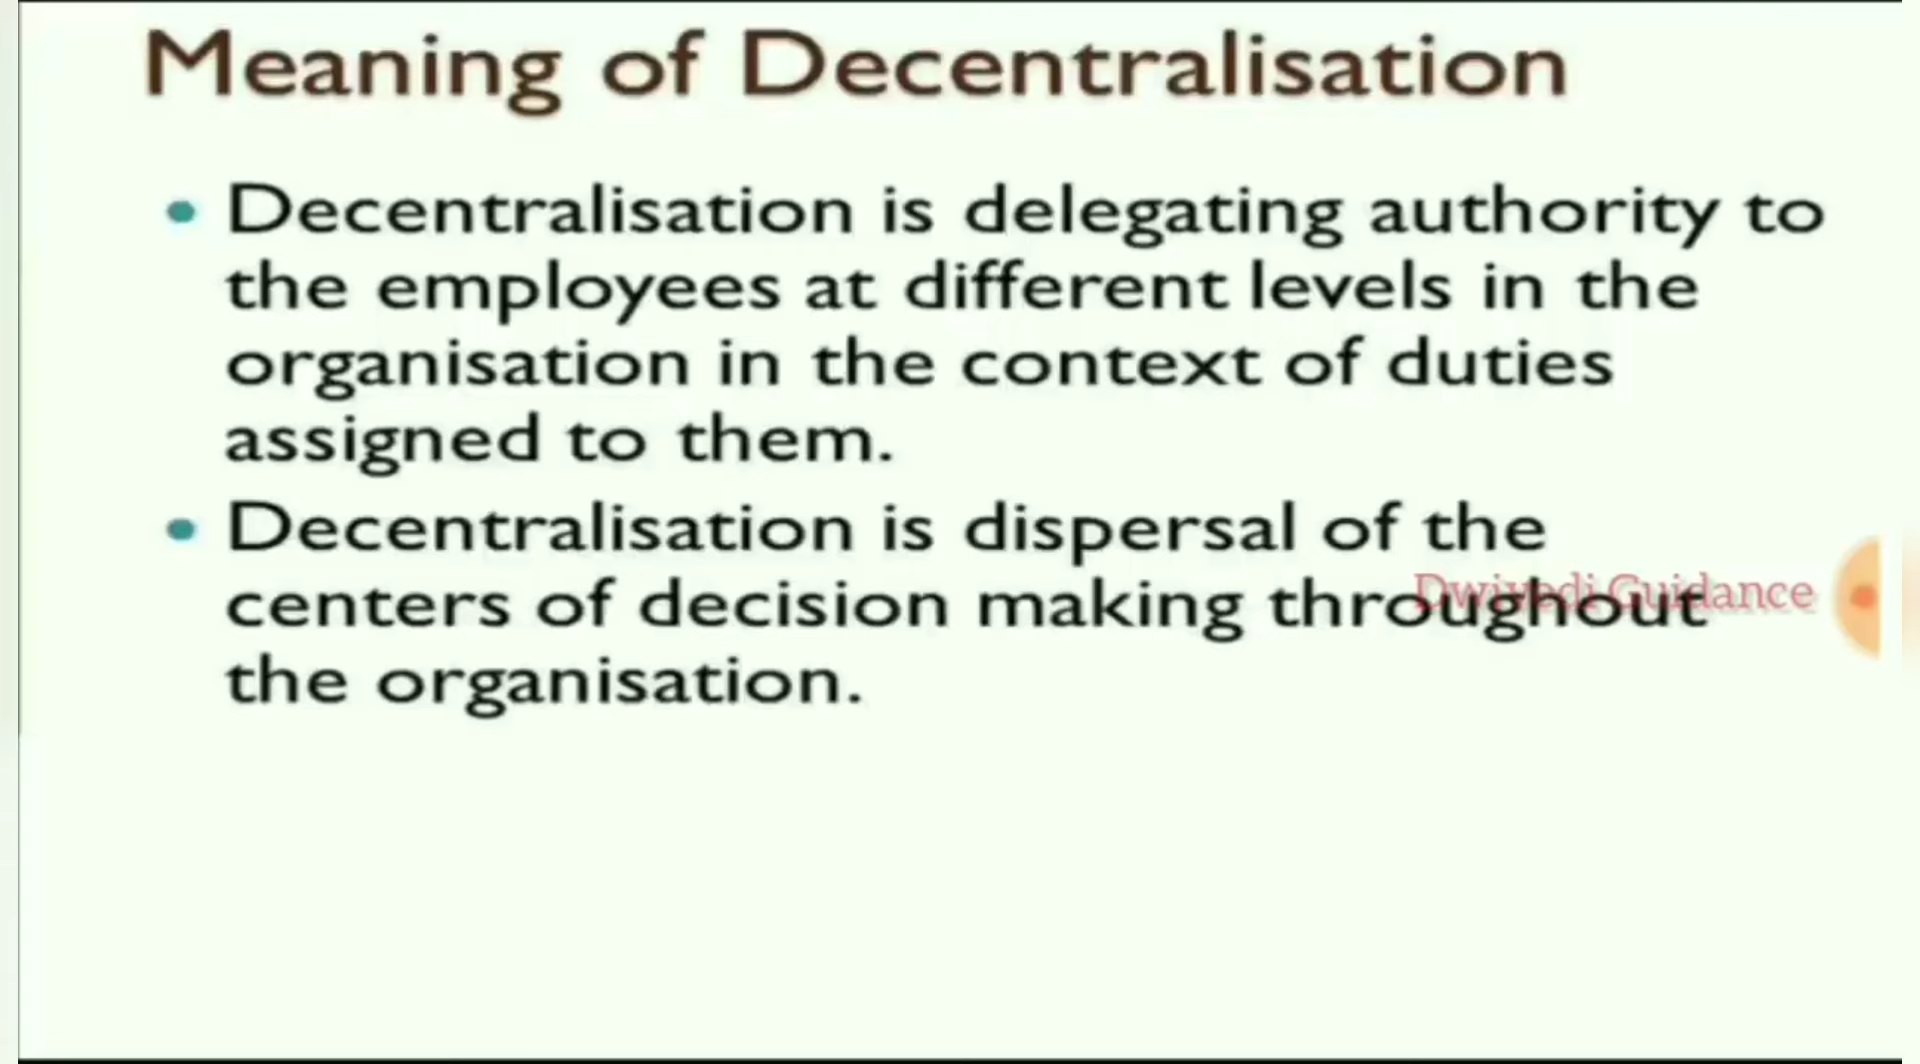 Meaning of Decentralisation
• Decentralisation is delegating authority to
the employees at different levels in the
organisation in the context of duties
assigned to them.
• Decentralisation is dispersal of the
centers of decision making throughout
the organisation.
Dwivedi Guidance